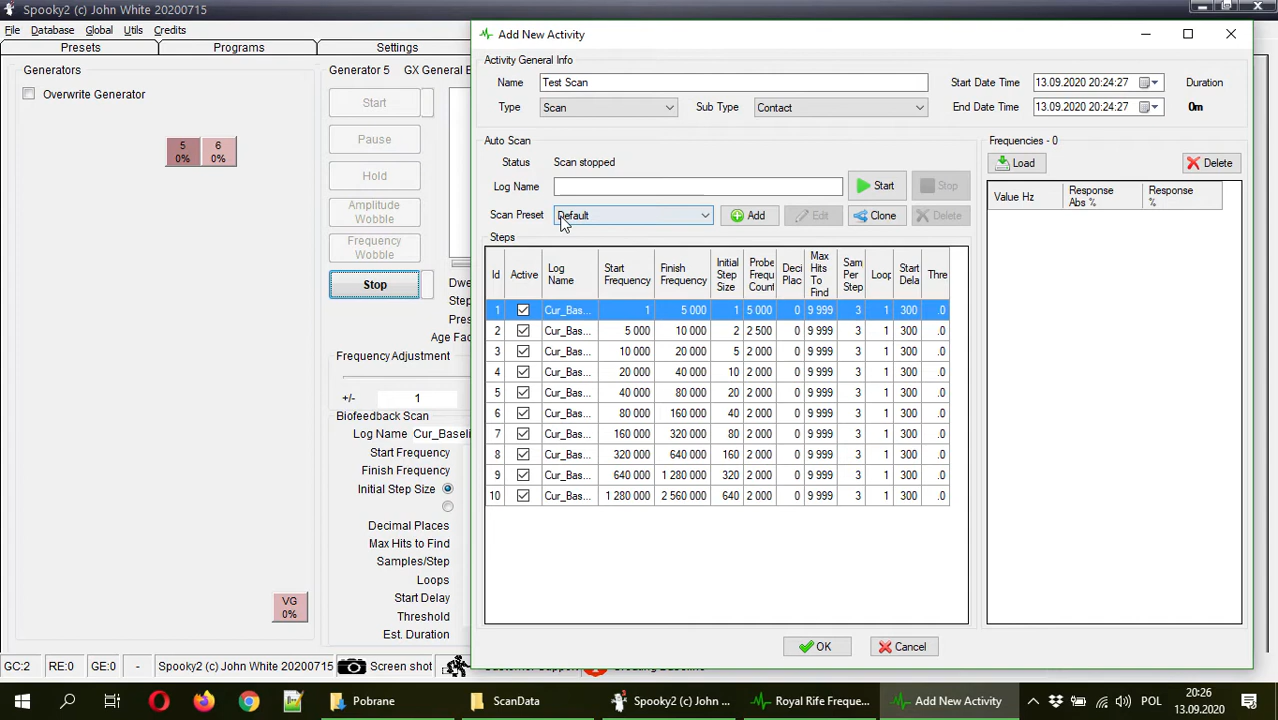 Spooky2 (c) John White 20200715
File Database Global Utils Credits
Presets Programs Settings
Generators
Overwrite Generator
5 6
0% 0%
VG
0%
Generator 5 GX General B
Start
Pause
Hold
Amplitude
Wobble
Frequency
Wobble
Stop
Dwe
Step
Pres
Age Fac
Frequency Adjustment
+/- 1
Biofeedback Scan
Log Name Cur_Baseli
Start Frequency
Finish Frequency
Initial Step Size
Decimal Places
Max Hits to Find
Samples/Step
Loops
Start Delay
Threshold
Est. Duration
Add New Activity
Activity General Info
Name Test Scan Start Date Time 13.09.2020 20:24:27 Duration
Type Scan Sub Type Contact End Date Time 13.09.2020 20:24:27 0m
Auto Scan
Status Scan stopped
Log Name Start Stop
Scan Preset Default Add Edit Clone Delete
Steps
Id Active Log Name Start Frequency Finish Frequency Initial Step Size Probe Frequ Count Deci Plac Max Hits To Find Sam Per Step Loop Start Dela Thre
1 Cur_Bas... 1 5 000 1 5 000 0 9 999 3 1 300 .0
2 Cur_Bas... 5 000 10 000 2 2 500 0 9 999 3 1 300 .0
3 Cur_Bas... 10 000 20 000 5 2 000 0 9 999 3 1 300 .0
4 Cur_Bas... 20 000 40 000 10 2 000 0 9 999 3 1 300 .0
5 Cur_Bas... 40 000 80 000 20 2 000 0 9 999 3 1 300 .0
6 Cur_Bas... 80 000 160 000 40 2 000 0 9 999 3 1 300 .0
7 Cur_Bas... 160 000 320 000 80 2 000 0 9 999 3 1 300 .0
8 Cur_Bas... 320 000 640 000 160 2 000 0 9 999 3 1 300 .0
9 Cur_Bas... 640 000 1 280 000 320 2 000 0 9 999 3 1 300 .0
10 Cur_Bas... 1 280 000 2 560 000 640 2 000 0 9 999 3 1 300 .0
Frequencies - 0
Load Delete
Value Hz Response Abs % Response %
OK Cancel
GC:2 RE:0 GE:0 - Spooky2 (c) John White 20200715 Screen shot
Pobrane ScanData Spooky2 (c) John ... Royal Rife Freque... Add New Activity POL 20:26
13.09.2020